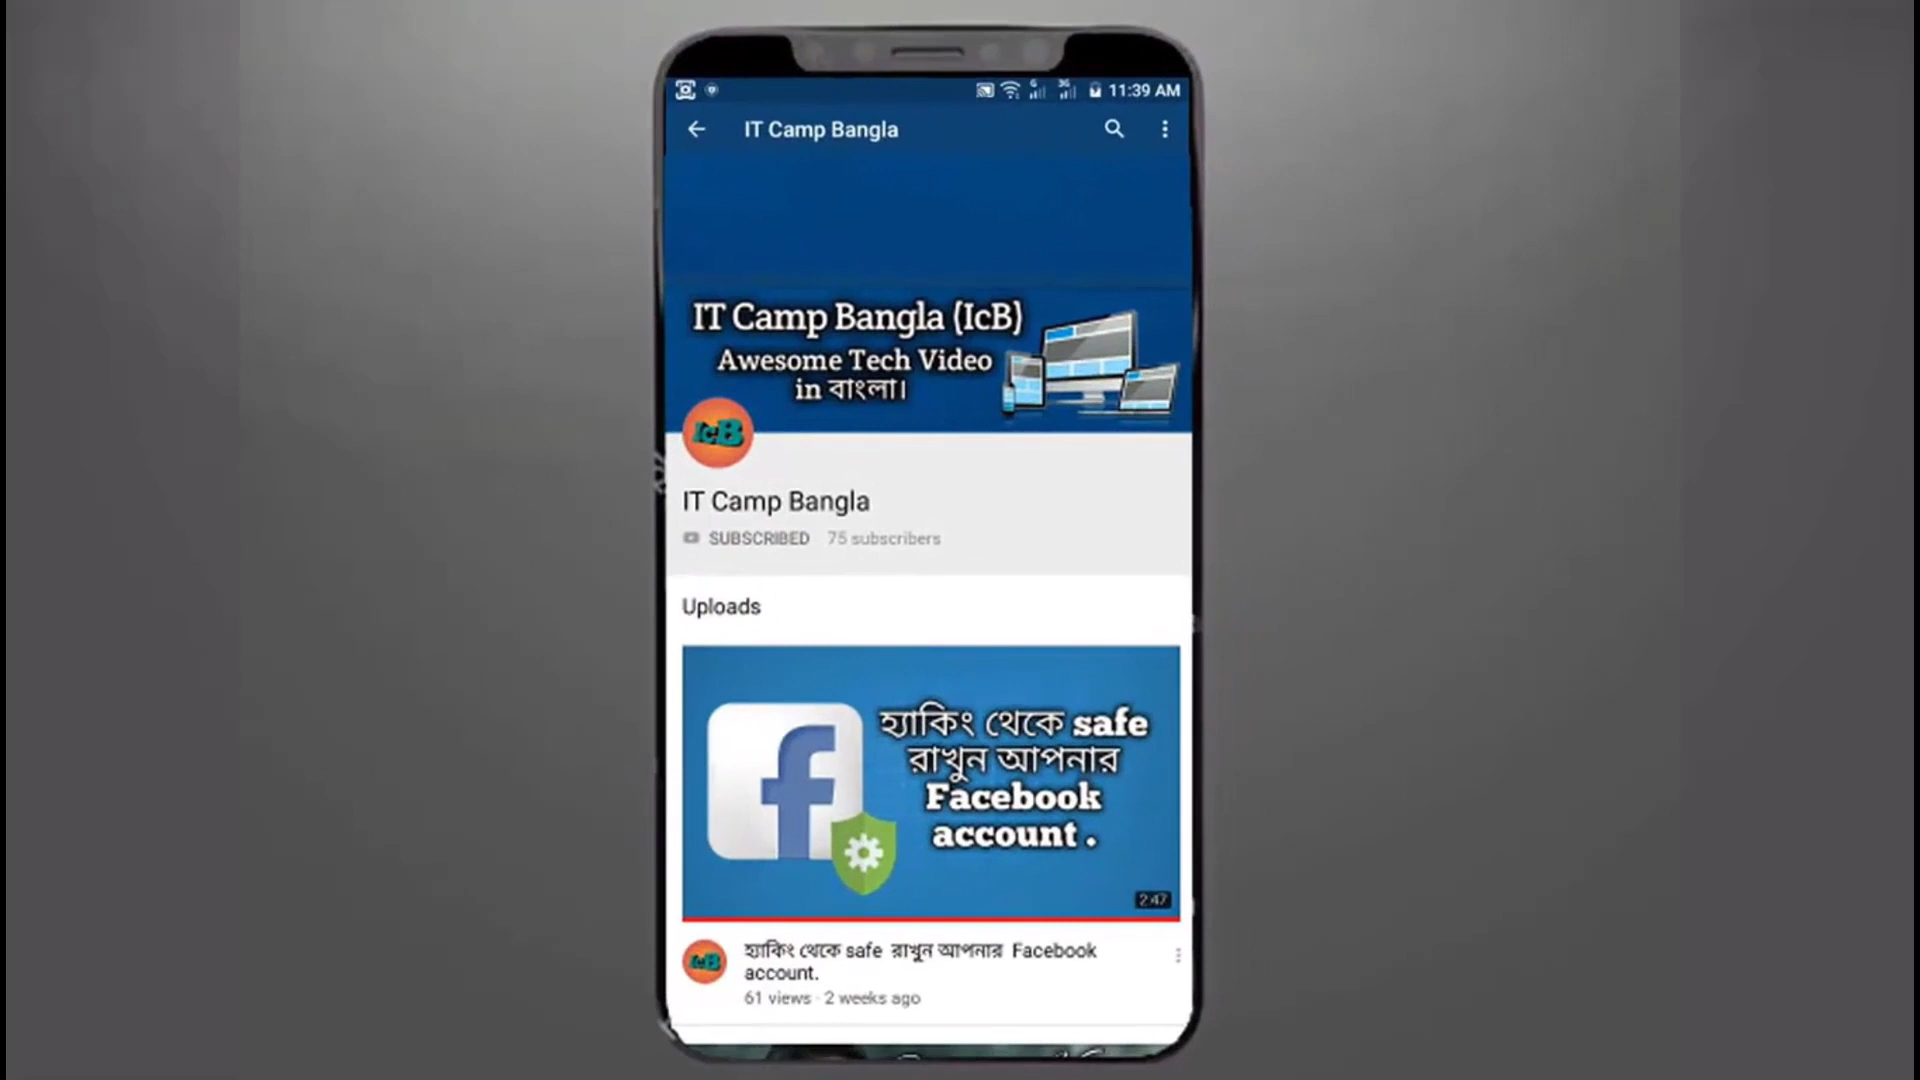 11:39 AM
IT Camp Bangla
IT Camp Bangla (IcB)
Awesome Tech Video
in বাংলা।
IcB
IT Camp Bangla
SUBSCRIBED 75 subscribers
Uploads
হ্যাকিং থেকে safe
রাখুন আপনার
Facebook
account .
2:47
IcB
হ্যাকিং থেকে safe রাখুন আপনার Facebook
account.
61 views · 2 weeks ago